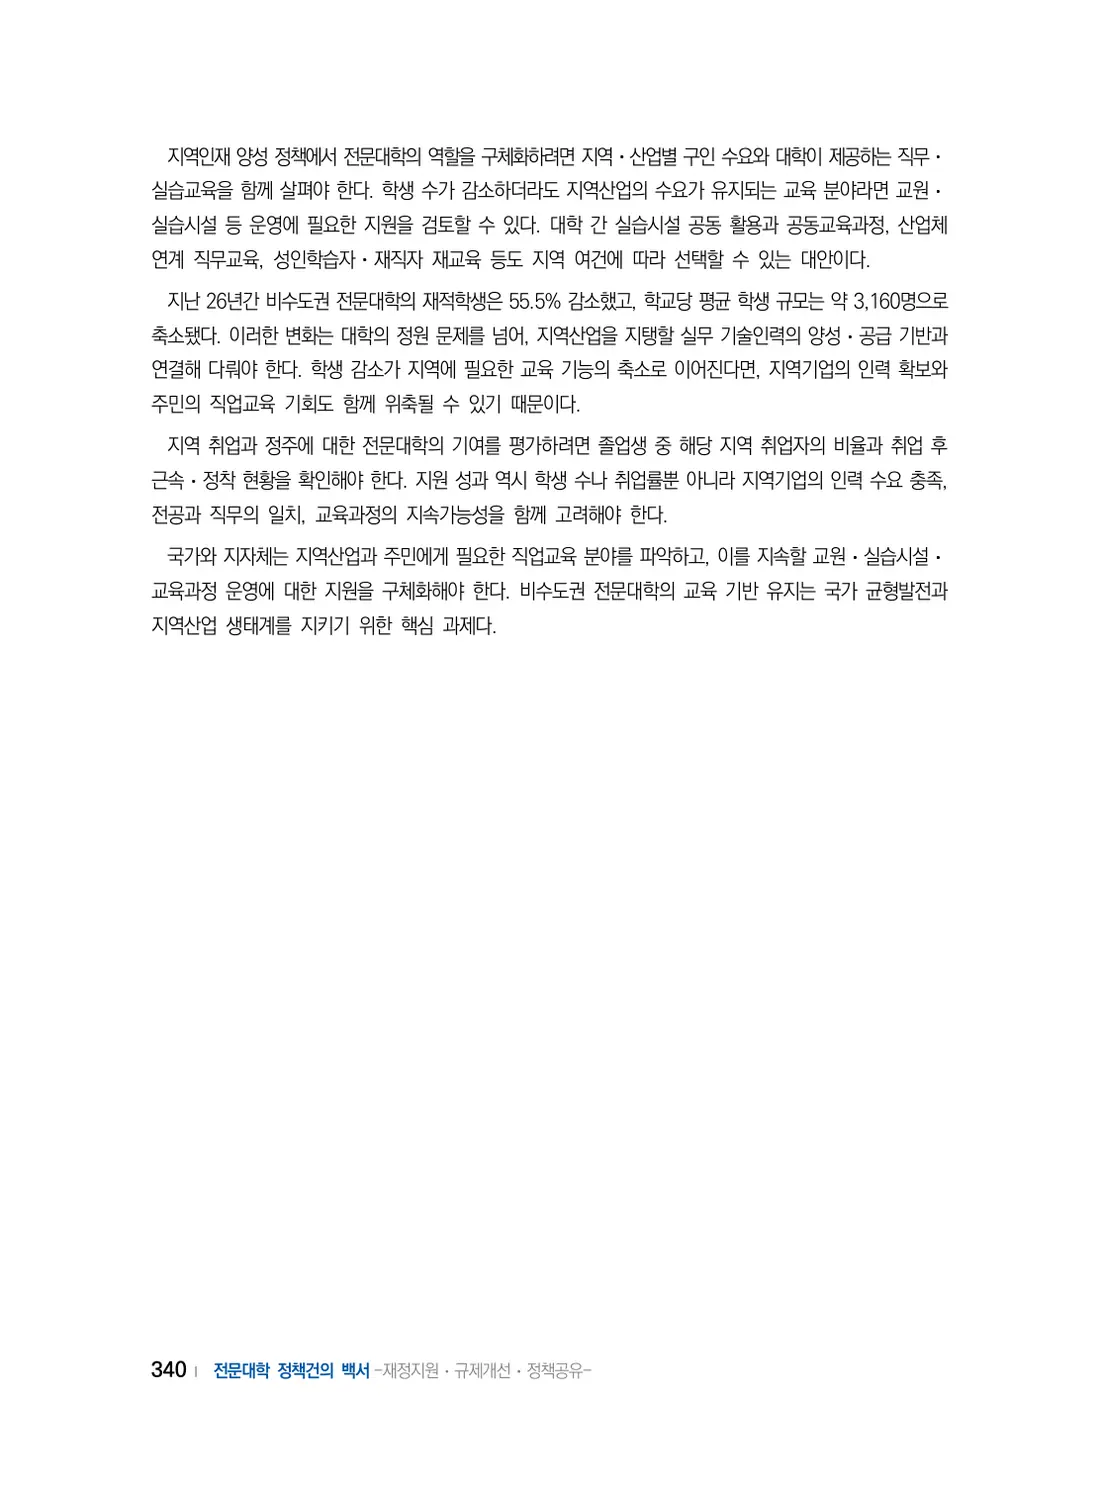 지역인재 양성 정책에서 전문대학의 역할을 구체화하려면 지역·산업별 구인 수요와 대학이 제공하는 직무·
실습교육을 함께 살펴야 한다. 학생 수가 감소하더라도 지역산업의 수요가 유지되는 교육 분야라면 교원·
실습시설 등 운영에 필요한 지원을 검토할 수 있다. 대학 간 실습시설 공동 활용과 공동교육과정, 산업체
연계 직무교육, 성인학습자·재직자 재교육 등도 지역 여건에 따라 선택할 수 있는 대안이다.
지난 26년간 비수도권 전문대학의 재적학생은 55.5% 감소했고, 학교당 평균 학생 규모는 약 3,160명으로
축소됐다. 이러한 변화는 대학의 정원 문제를 넘어, 지역산업을 지탱할 실무 기술인력의 양성·공급 기반과
연결해 다뤄야 한다. 학생 감소가 지역에 필요한 교육 기능의 축소로 이어진다면, 지역기업의 인력 확보와
주민의 직업교육 기회도 함께 위축될 수 있기 때문이다.
지역 취업과 정주에 대한 전문대학의 기여를 평가하려면 졸업생 중 해당 지역 취업자의 비율과 취업 후
근속·정착 현황을 확인해야 한다. 지원 성과 역시 학생 수나 취업률뿐 아니라 지역기업의 인력 수요 충족,
전공과 직무의 일치, 교육과정의 지속가능성을 함께 고려해야 한다.
국가와 지자체는 지역산업과 주민에게 필요한 직업교육 분야를 파악하고, 이를 지속할 교원·실습시설·
교육과정 운영에 대한 지원을 구체화해야 한다. 비수도권 전문대학의 교육 기반 유지는 국가 균형발전과
지역산업 생태계를 지키기 위한 핵심 과제다.
340 | 전문대학 정책건의 백서 -재정지원·규제개선·정책공유-